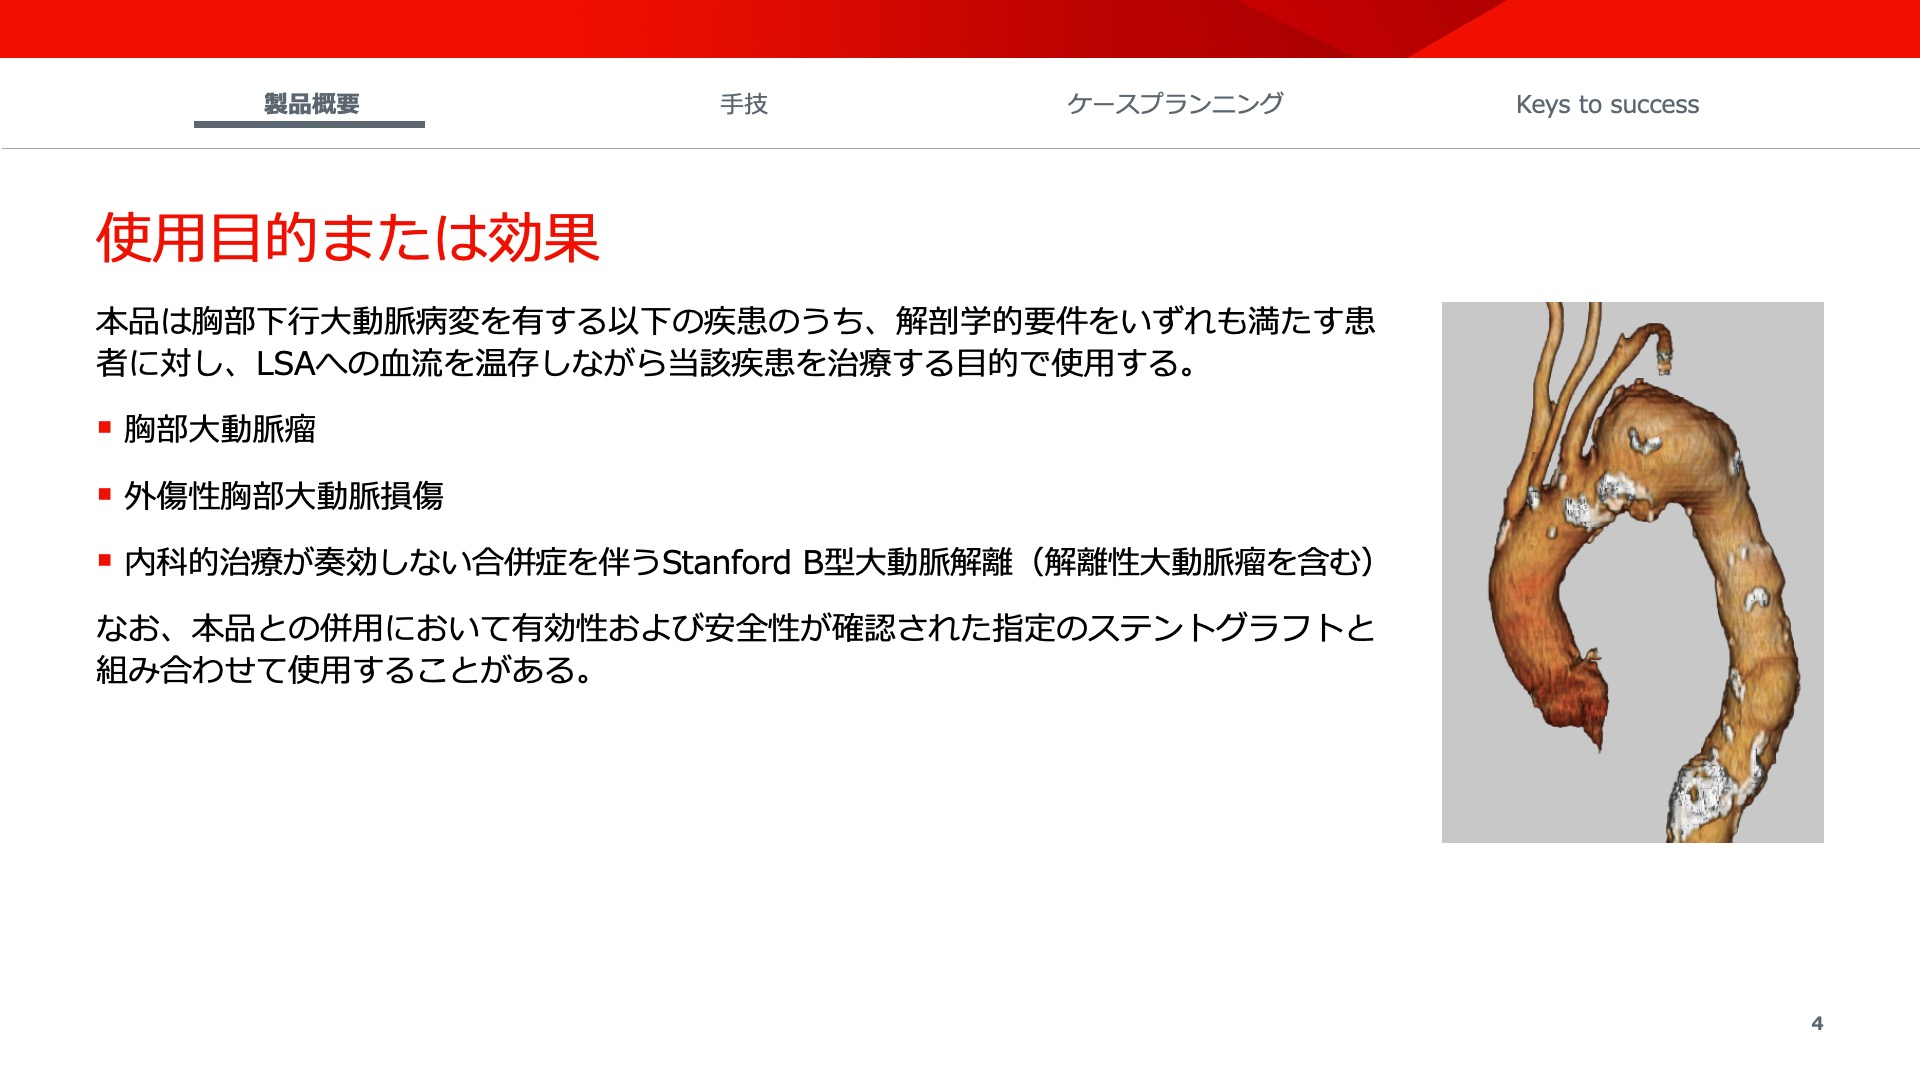 製品概要
手技
ケースプランニング
Keys to success
使用目的または効果
本品は胸部下行大動脈病変を有する以下の疾患のうち、解剖学的要件をいずれも満たす患
者に対し、LSAへの血流を温存しながら当該疾患を治療する目的で使用する。
▪ 胸部大動脈瘤
▪ 外傷性胸部大動脈損傷
▪ 内科的治療が奏効しない合併症を伴うStanford B型大動脈解離（解離性大動脈瘤を含む）
なお、本品との併用において有効性および安全性が確認された指定のステントグラフトと
組み合わせて使用することがある。
4